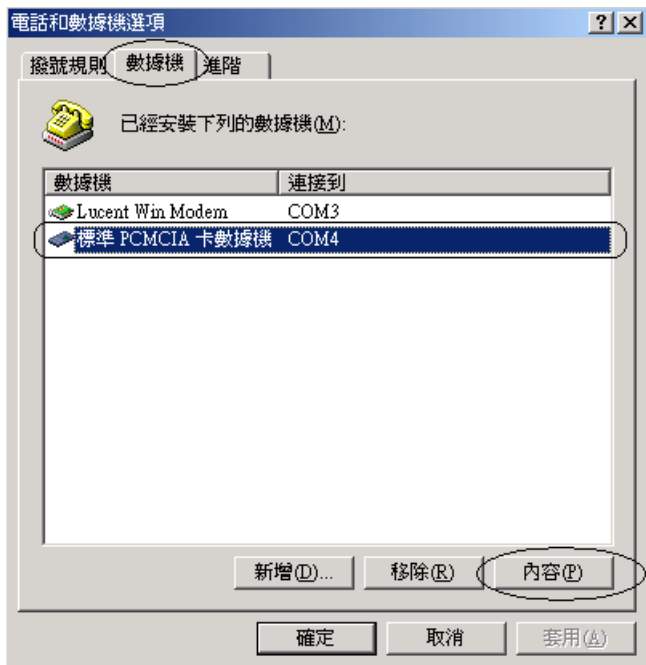 電話和數據機選項
撥號規則 數據機 進階
已經安裝下列的數據機(M):
數據機 連接到
Lucent Win Modem COM3
標準 PCMCIA 卡數據機 COM4
新增(D)... 移除(R) 內容(P)
確定 取消 套用(A)